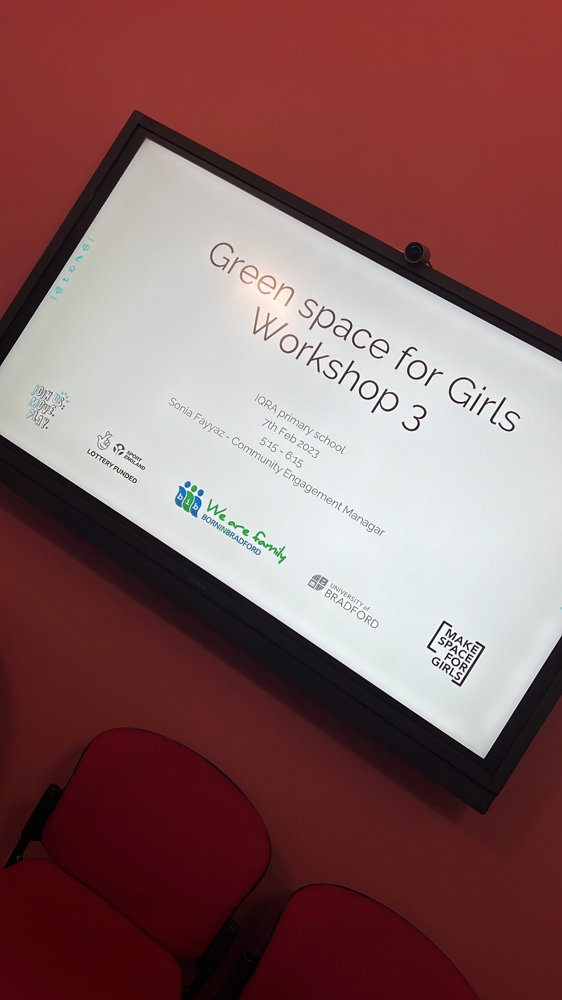 Green space for Girls
Workshop 3
IQRA primary school
7th Feb 2023
5:15 - 6:15
Sonia Fayyaz - Community Engagement Managar
JOIN US:
MOVE.
PLAY.
SPORT
ENGLAND
LOTTERY FUNDED
bib
We are family
BORNINBRADFORD
UNIVERSITY of
BRADFORD
MAKE
SPACE
FOR
GIRLS
newline